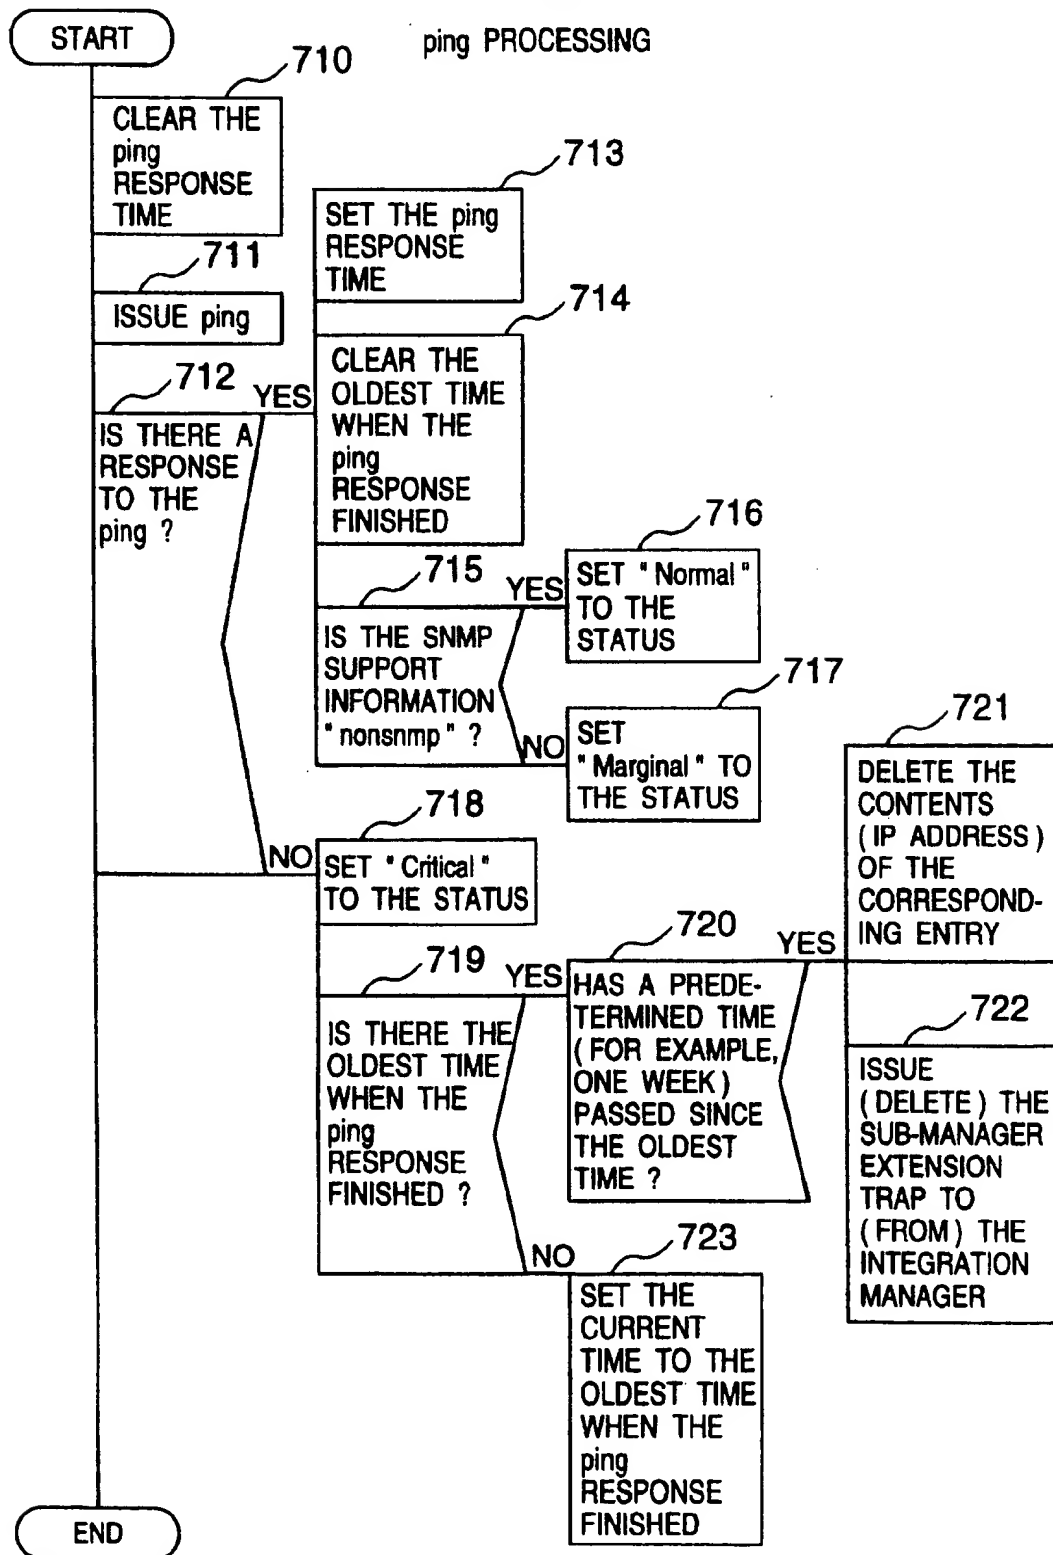 START
ping PROCESSING
710
CLEAR THE
ping
RESPONSE
TIME
711
ISSUE ping
712
IS THERE A
RESPONSE
TO THE
ping ?
YES
713
SET THE ping
RESPONSE
TIME
714
CLEAR THE
OLDEST TIME
WHEN THE
ping
RESPONSE
FINISHED
715
IS THE SNMP
SUPPORT
INFORMATION
" nonsnmp " ?
YES
716
SET " Normal "
TO THE
STATUS
NO
717
SET
"Marginal " TO
THE STATUS
NO
718
SET " Critical "
TO THE STATUS
719
IS THERE THE
OLDEST TIME
WHEN THE
ping
RESPONSE
FINISHED ?
YES
720
HAS A PREDE-
TERMINED TIME
( FOR EXAMPLE,
ONE WEEK )
PASSED SINCE
THE OLDEST
TIME ?
YES
721
DELETE THE
CONTENTS
( IP ADDRESS )
OF THE
CORRESPOND-
ING ENTRY
722
ISSUE
( DELETE ) THE
SUB-MANAGER
EXTENSION
TRAP TO
( FROM ) THE
INTEGRATION
MANAGER
NO
723
SET THE
CURRENT
TIME TO THE
OLDEST TIME
WHEN THE
ping
RESPONSE
FINISHED
END